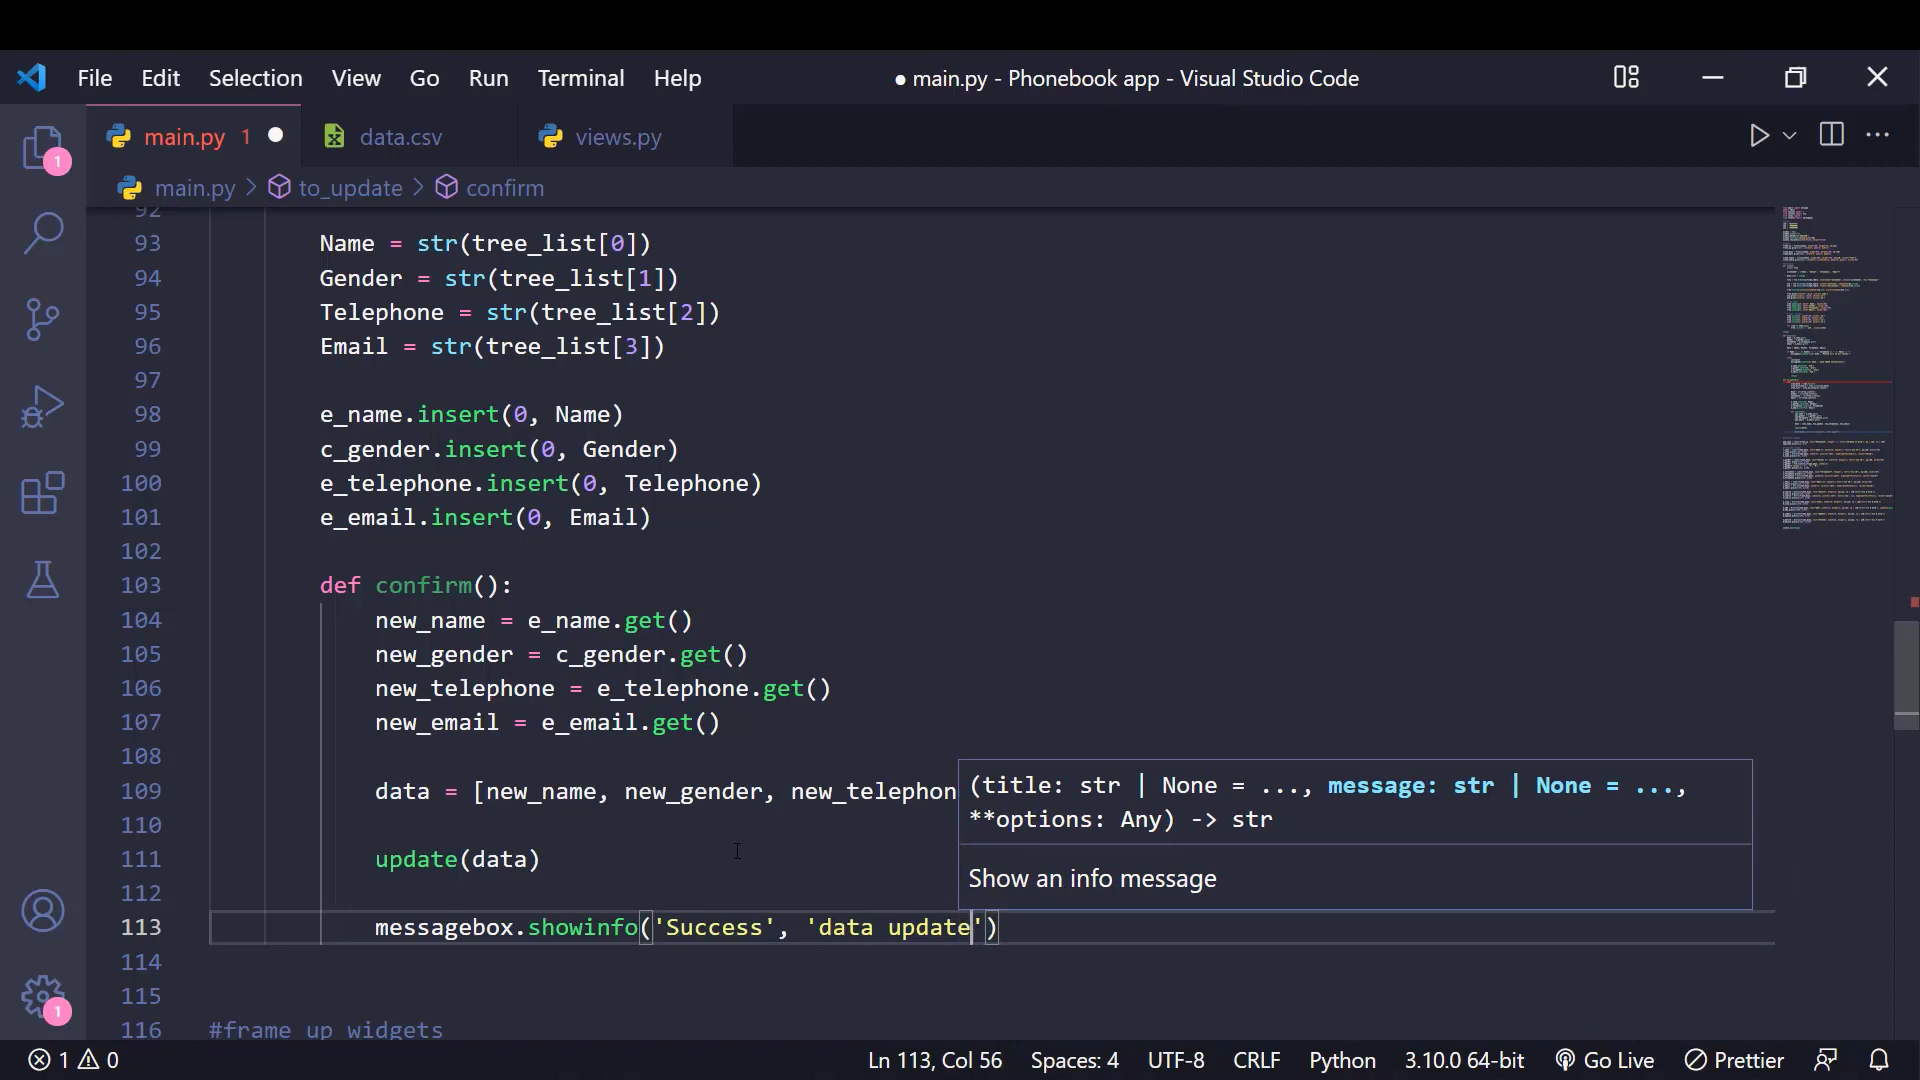 File Edit Selection View Go Run Terminal Help ● main.py - Phonebook app - Visual Studio Code
main.py 1 ● data.csv views.py
main.py > to_update > confirm
92
93 Name = str(tree_list[0])
94 Gender = str(tree_list[1])
95 Telephone = str(tree_list[2])
96 Email = str(tree_list[3])
97
98 e_name.insert(0, Name)
99 c_gender.insert(0, Gender)
100 e_telephone.insert(0, Telephone)
101 e_email.insert(0, Email)
102
103 def confirm():
104 new_name = e_name.get()
105 new_gender = c_gender.get()
106 new_telephone = e_telephone.get()
107 new_email = e_email.get()
108
109 data = [new_name, new_gender, new_telephon
(title: str | None = ..., message: str | None = ...,
**options: Any) -> str
Show an info message
110
111 update(data)
112
113 messagebox.showinfo('Success', 'data update')
114
115
116 #frame up widgets
1
1
1 0 Ln 113, Col 56 Spaces: 4 UTF-8 CRLF Python 3.10.0 64-bit Go Live Prettier